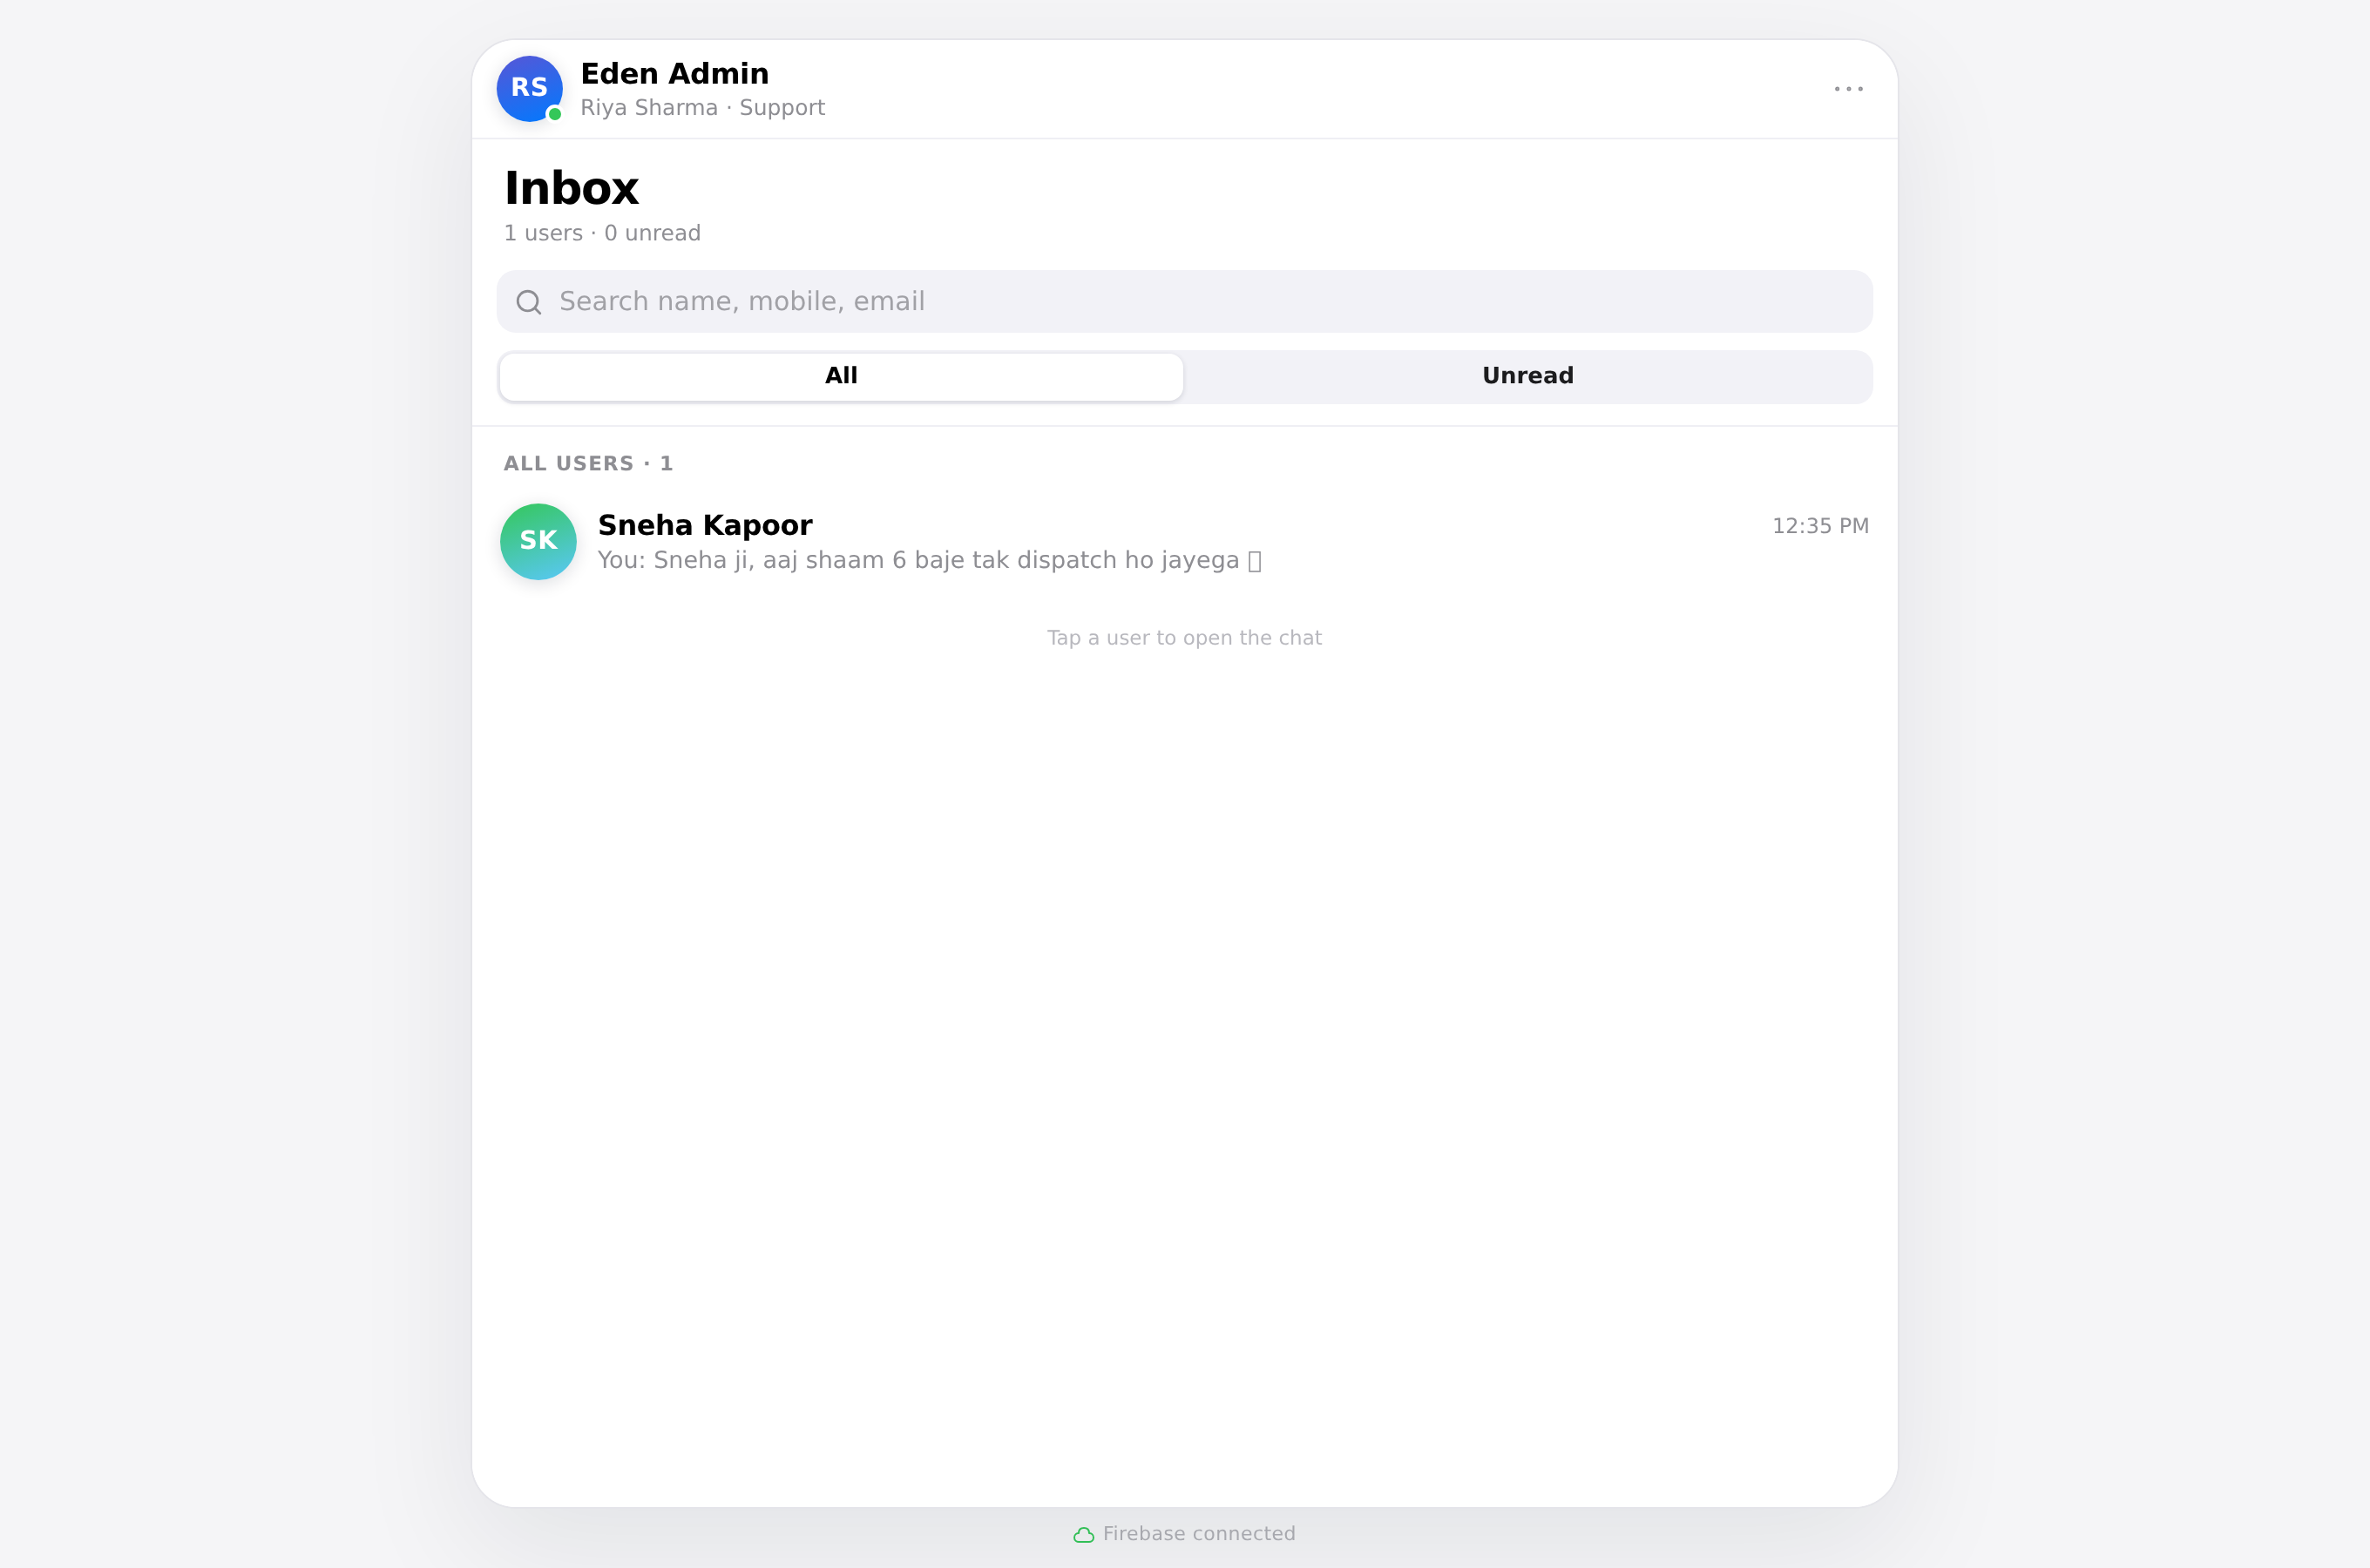 RS
Eden Admin
Riya Sharma · Support
Inbox
1 users · 0 unread
Search name, mobile, email
All
Unread
ALL USERS · 1
SK
Sneha Kapoor
12:35 PM
You: Sneha ji, aaj shaam 6 baje tak dispatch ho jayega
Tap a user to open the chat
Firebase connected